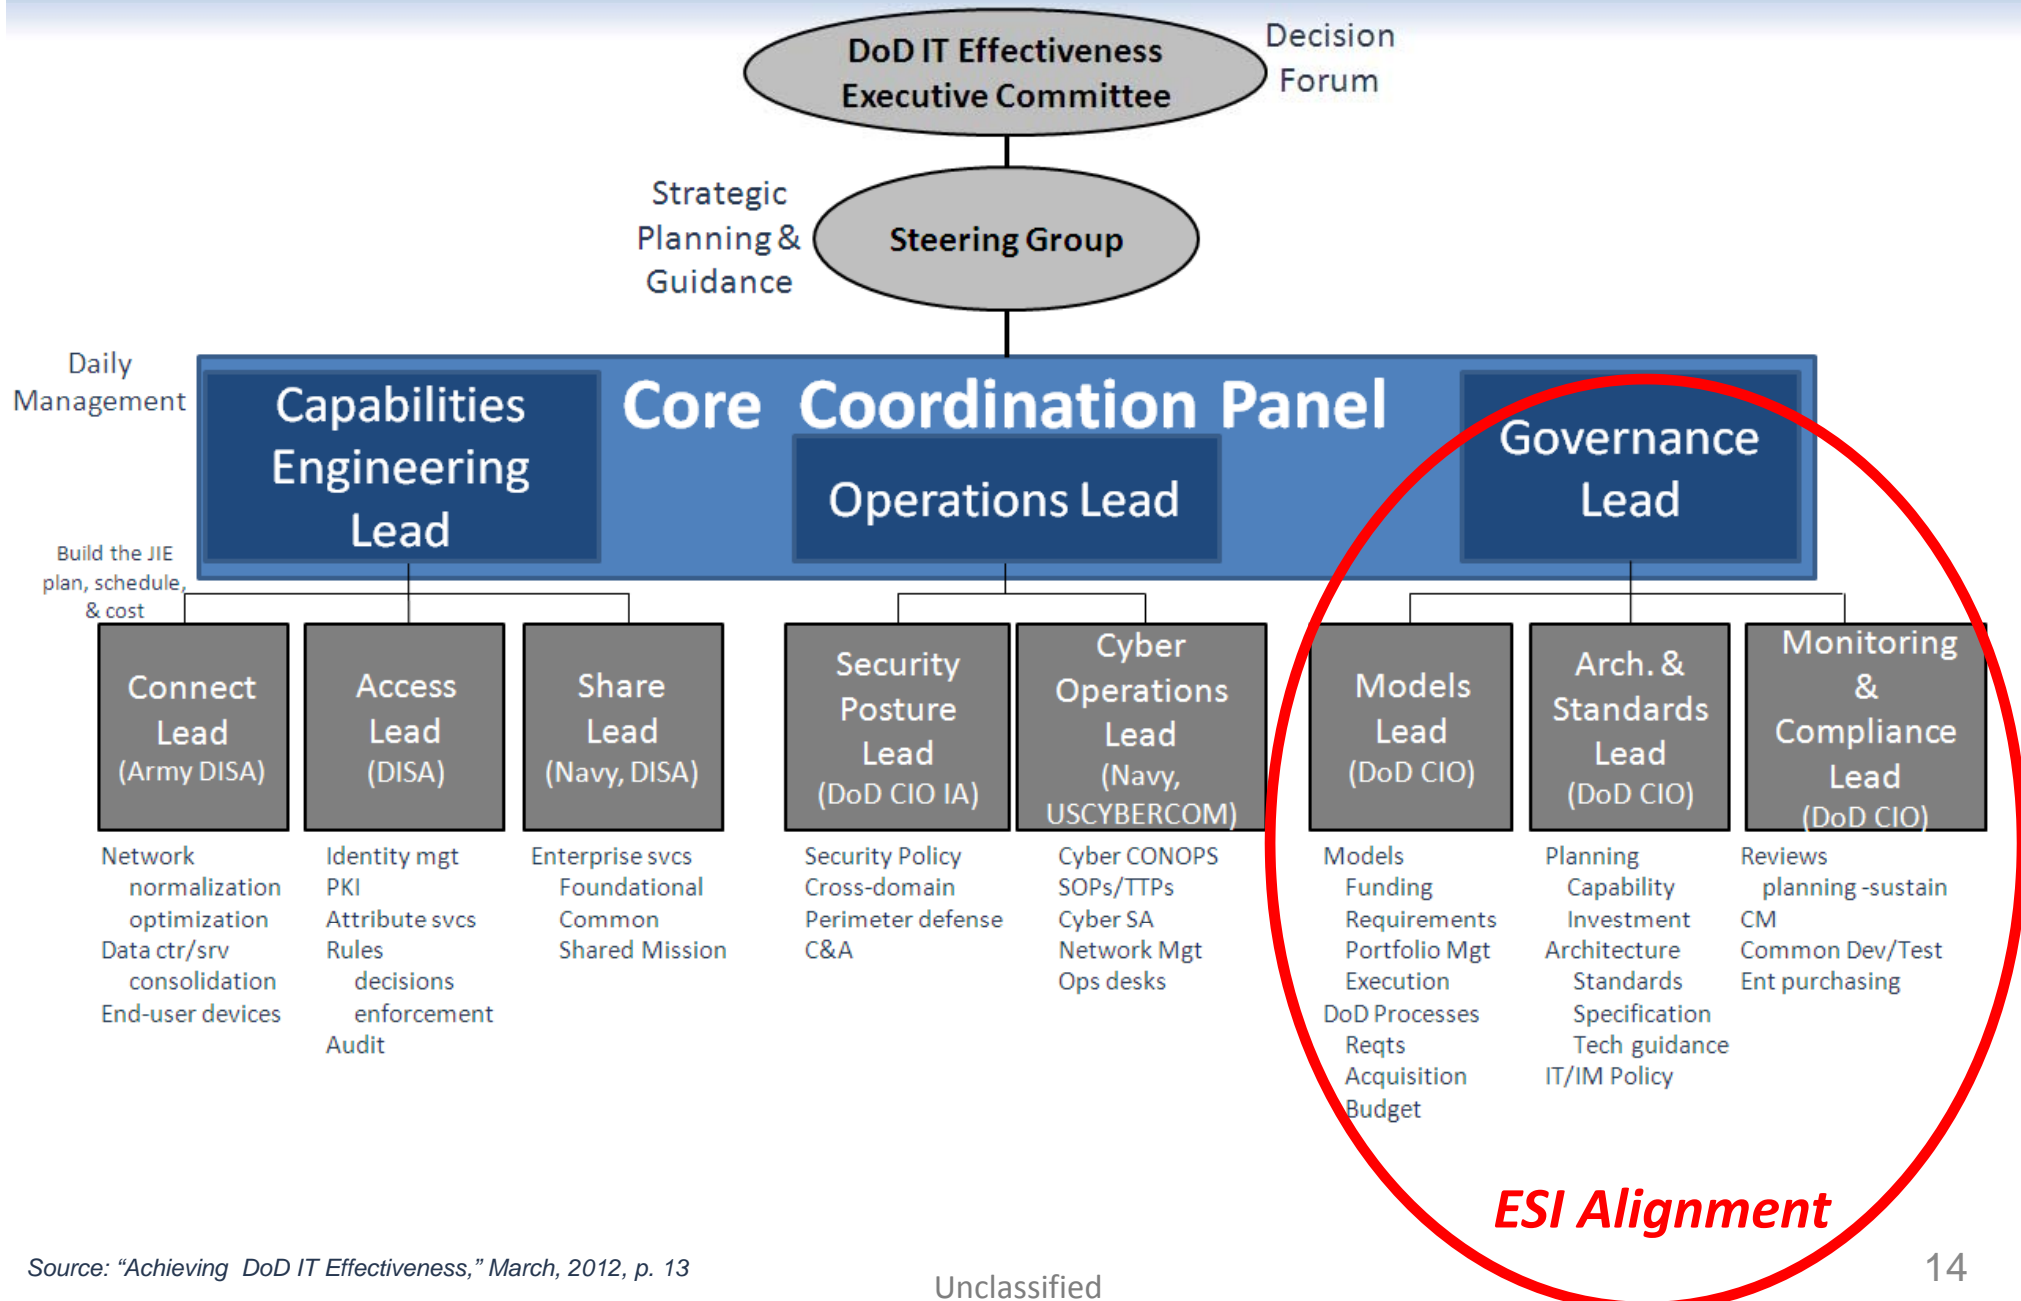 DoD IT Effectiveness
Executive Committee
Decision
Forum
Strategic
Planning &
Guidance
Steering Group
Daily
Management
Core Coordination Panel
Capabilities
Engineering
Lead
Operations Lead
Governance
Lead
Build the JIE
plan, schedule,
& cost
Connect
Lead
(Army DISA)
Access
Lead
(DISA)
Share
Lead
(Navy, DISA)
Security
Posture
Lead
(DoD CIO IA)
Cyber
Operations
Lead
(Navy,
USCYBERCOM)
Models
Lead
(DoD CIO)
Arch. &
Standards
Lead
(DoD CIO)
Monitoring
&
Compliance
Lead
(DoD CIO)
Network
normalization
optimization
Data ctr/srv
consolidation
End-user devices
Identity mgt
PKI
Attribute svcs
Rules
decisions
enforcement
Audit
Enterprise svcs
Foundational
Common
Shared Mission
Security Policy
Cross-domain
Perimeter defense
C&A
Cyber CONOPS
SOPs/TTPs
Cyber SA
Network Mgt
Ops desks
Models
Funding
Requirements
Portfolio Mgt
Execution
DoD Processes
Reqts
Acquisition
Budget
Planning
Capability
Investment
Architecture
Standards
Specification
Tech guidance
IT/IM Policy
Reviews
planning -sustain
CM
Common Dev/Test
Ent purchasing
ESI Alignment
Source: “Achieving DoD IT Effectiveness,” March, 2012, p. 13
Unclassified
14